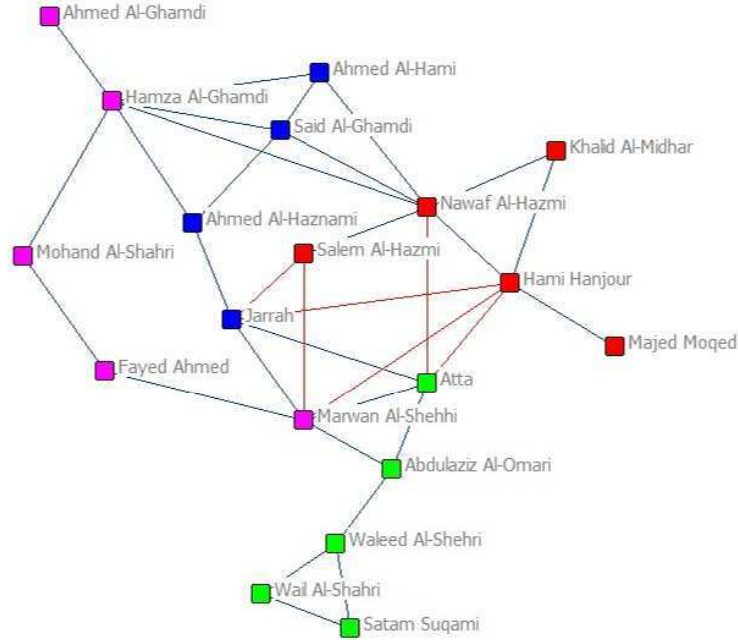 Ahmed Al-Ghamdi
Ahmed Al-Hami
Hamza Al-Ghamdi
Said Al-Ghamdi
Khalid Al-Midhar
Nawaf Al-Hazmi
Ahmed Al-Haznami
Mohand Al-Shahri
Salem Al-Hazmi
Hami Hanjour
Jarrah
Majed Moqed
Fayed Ahmed
Atta
Marwan Al-Shehhi
Abdulaziz Al-Omari
Waleed Al-Shehri
Wail Al-Shahri
Satam Suqami